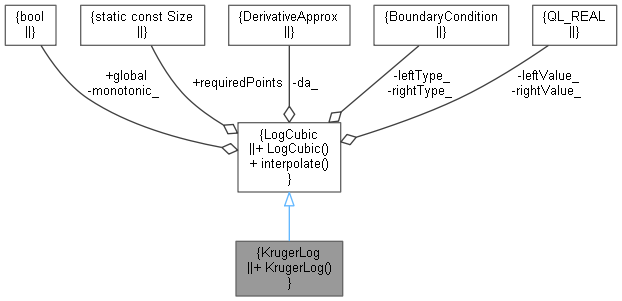 {bool
||}
{static const Size
||}
{DerivativeApprox
||}
{BoundaryCondition
||}
{QL_REAL
||}
+global
-monotonic_
+requiredPoints
-da_
-leftType_
-rightType_
-leftValue_
-rightValue_
{LogCubic
||+ LogCubic()
+ interpolate()
}
{KrugerLog
||+ KrugerLog()
}